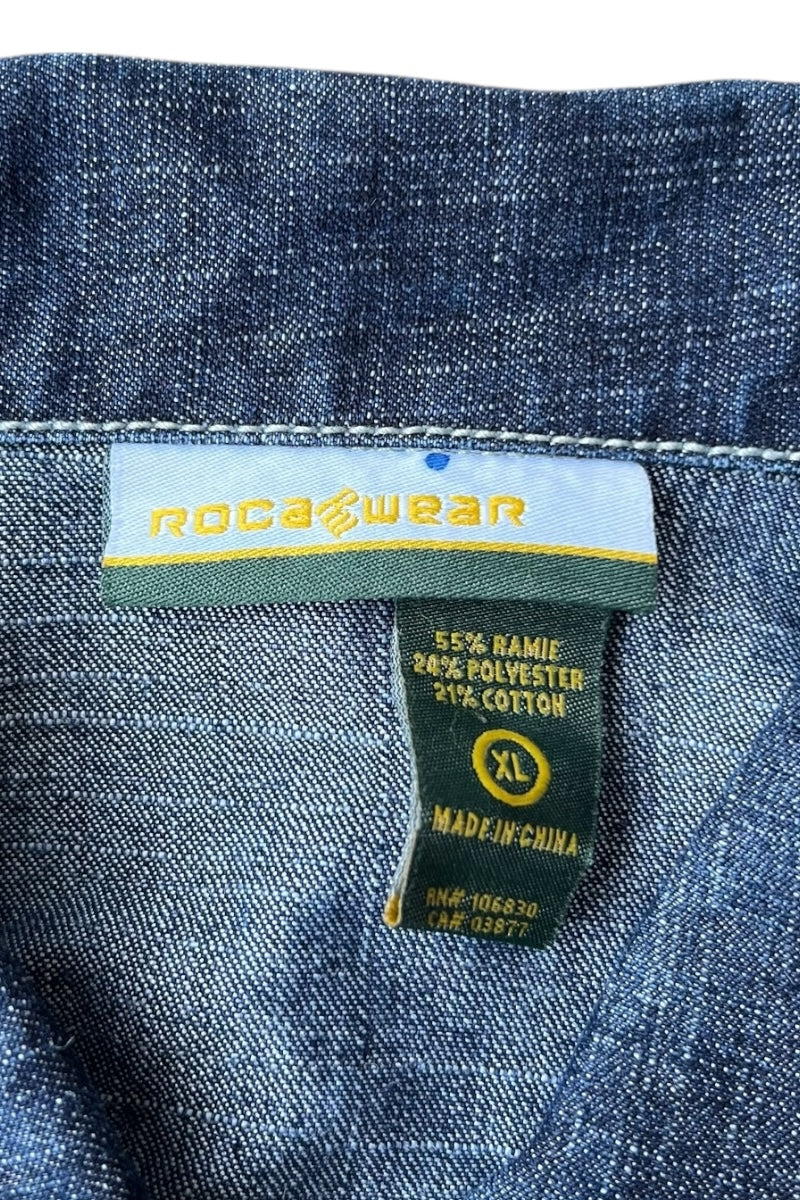 Rocawear
55% RAMIE
24% POLYESTER
21% COTTON
XL
MADE IN CHINA
RN# 106830
CA# 03877